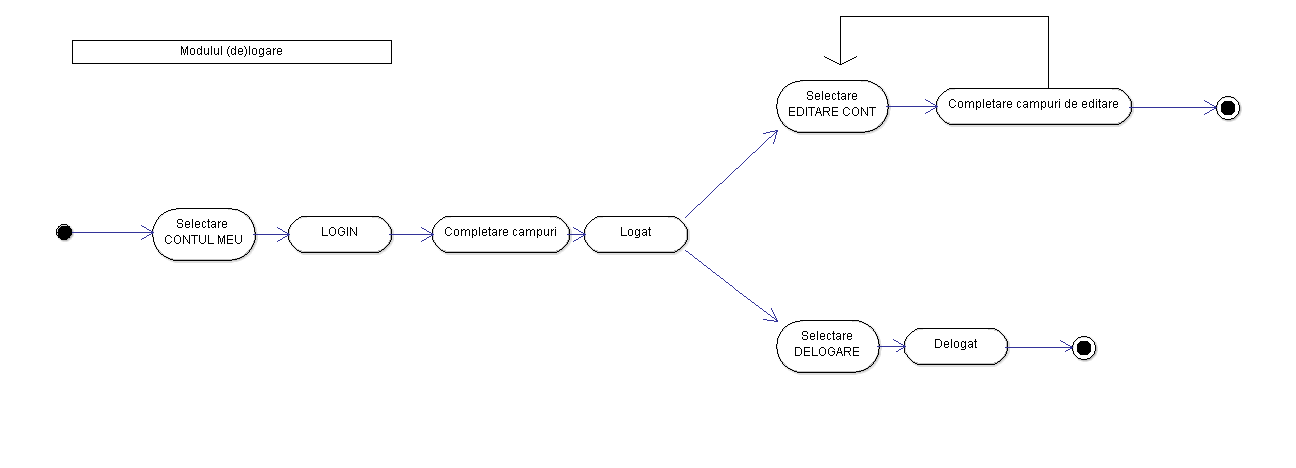 Modulul (de)logare
Selectare
EDITARE CONT
Completare campuri de editare
Selectare
CONTUL MEU
LOGIN
Completare campuri
Logat
Selectare
DELOGARE
Delogat